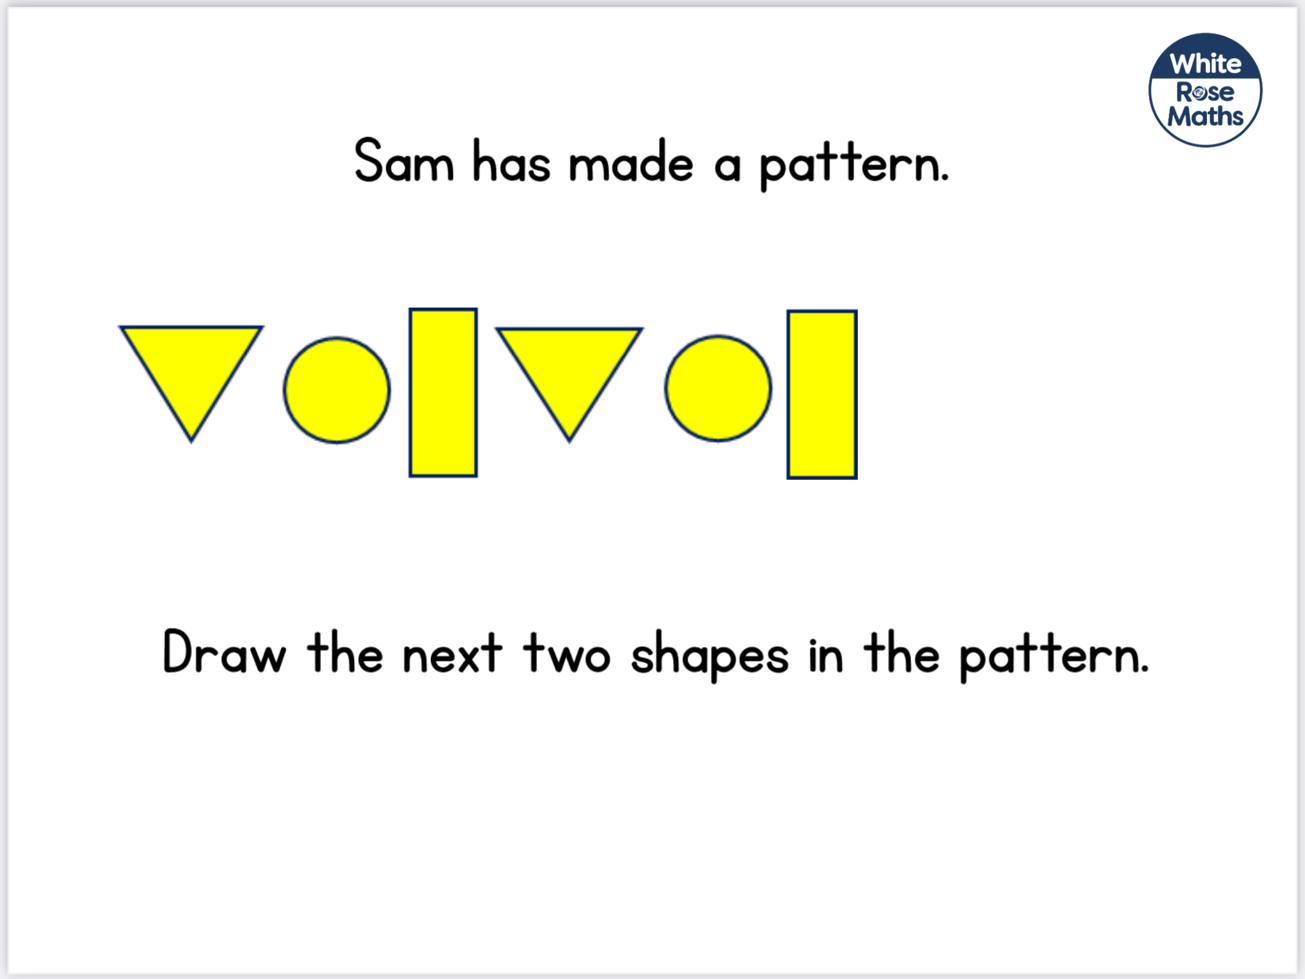 White
Rose
Maths
Sam has made a pattern.
Draw the next two shapes in the pattern.